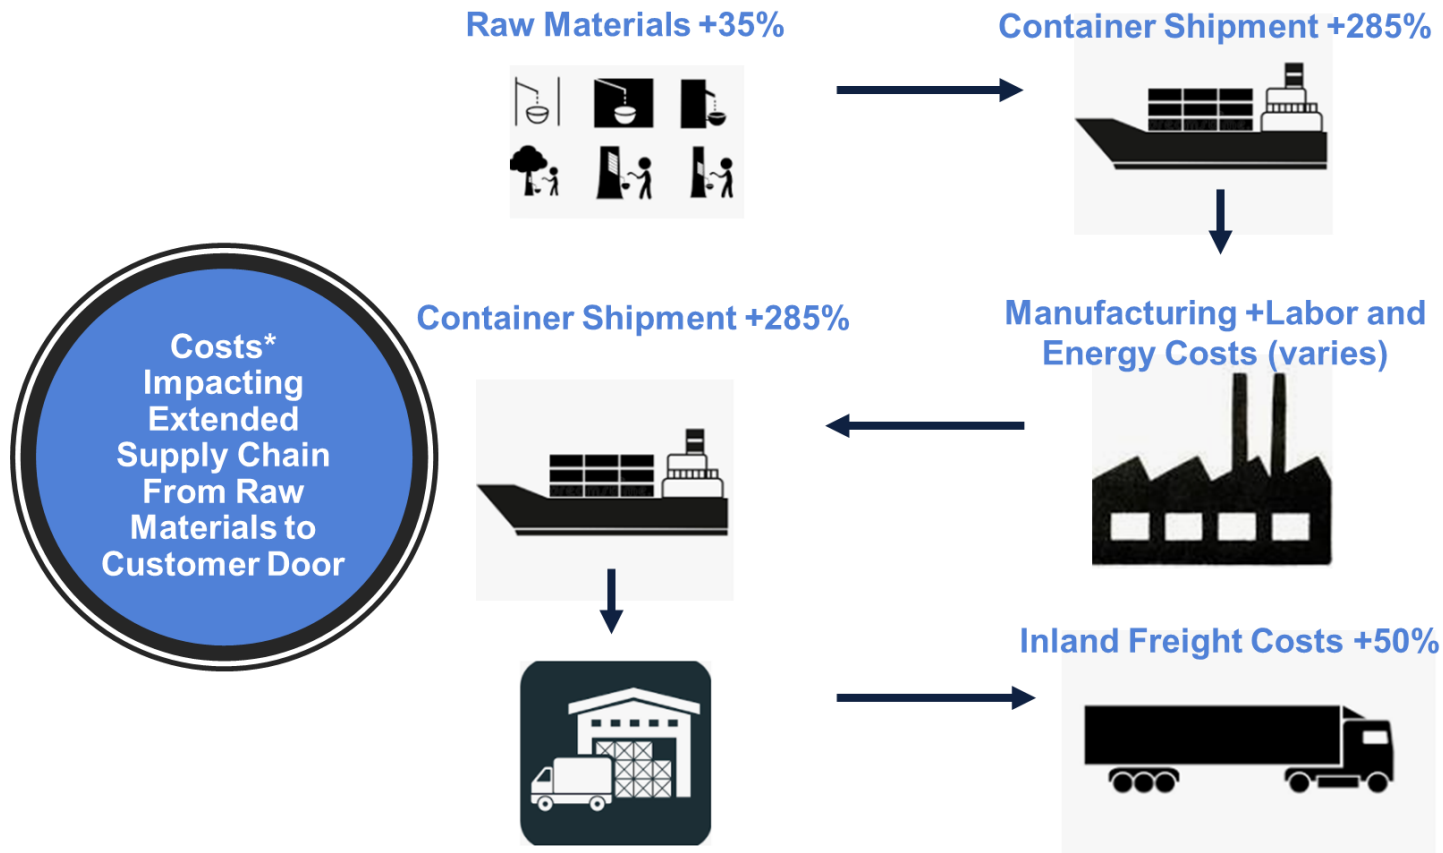 Raw Materials +35%
Container Shipment +285%
Container Shipment +285%
Manufacturing +Labor and
Energy Costs (varies)
Costs*
Impacting
Extended
Supply Chain
From Raw
Materials to
Customer Door
Inland Freight Costs +50%